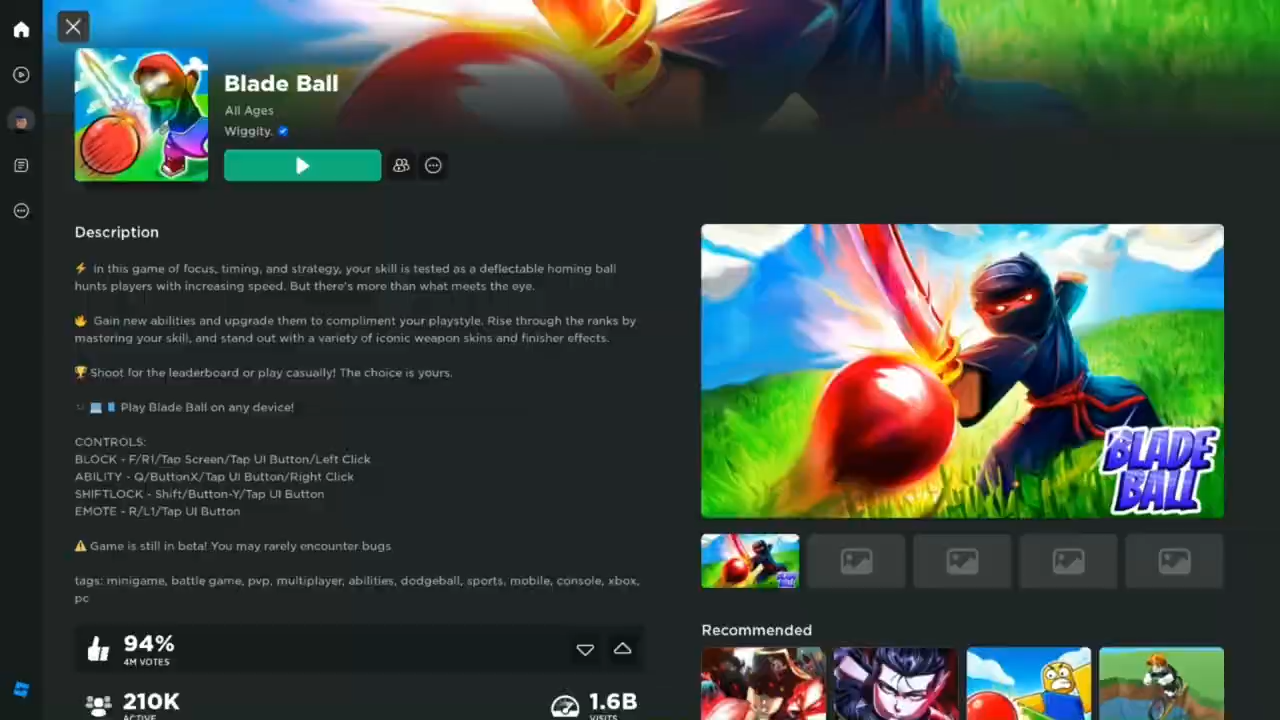 Blade Ball
All Ages
Wiggity.
Description
In this game of focus, timing, and strategy, your skill is tested as a deflectable homing ball
hunts players with increasing speed. But there's more than what meets the eye.
Gain new abilities and upgrade them to compliment your playstyle. Rise through the ranks by
mastering your skill, and stand out with a variety of iconic weapon skins and finisher effects.
Shoot for the leaderboard or play casually! The choice is yours.
Play Blade Ball on any device!
CONTROLS:
BLOCK - F/R1/Tap Screen/Tap UI Button/Left Click
ABILITY - Q/ButtonX/Tap UI Button/Right Click
SHIFTLOCK - Shift/Button-Y/Tap UI Button
EMOTE - R/L1/Tap UI Button
Game is still in beta! You may rarely encounter bugs
tags: minigame, battle game, pvp, multiplayer, abilities, dodgeball, sports, mobile, console, xbox,
pc
94%
4M VOTES
210K
ACTIVE
1.6B
VISITS
BLADE
BALL
Recommended